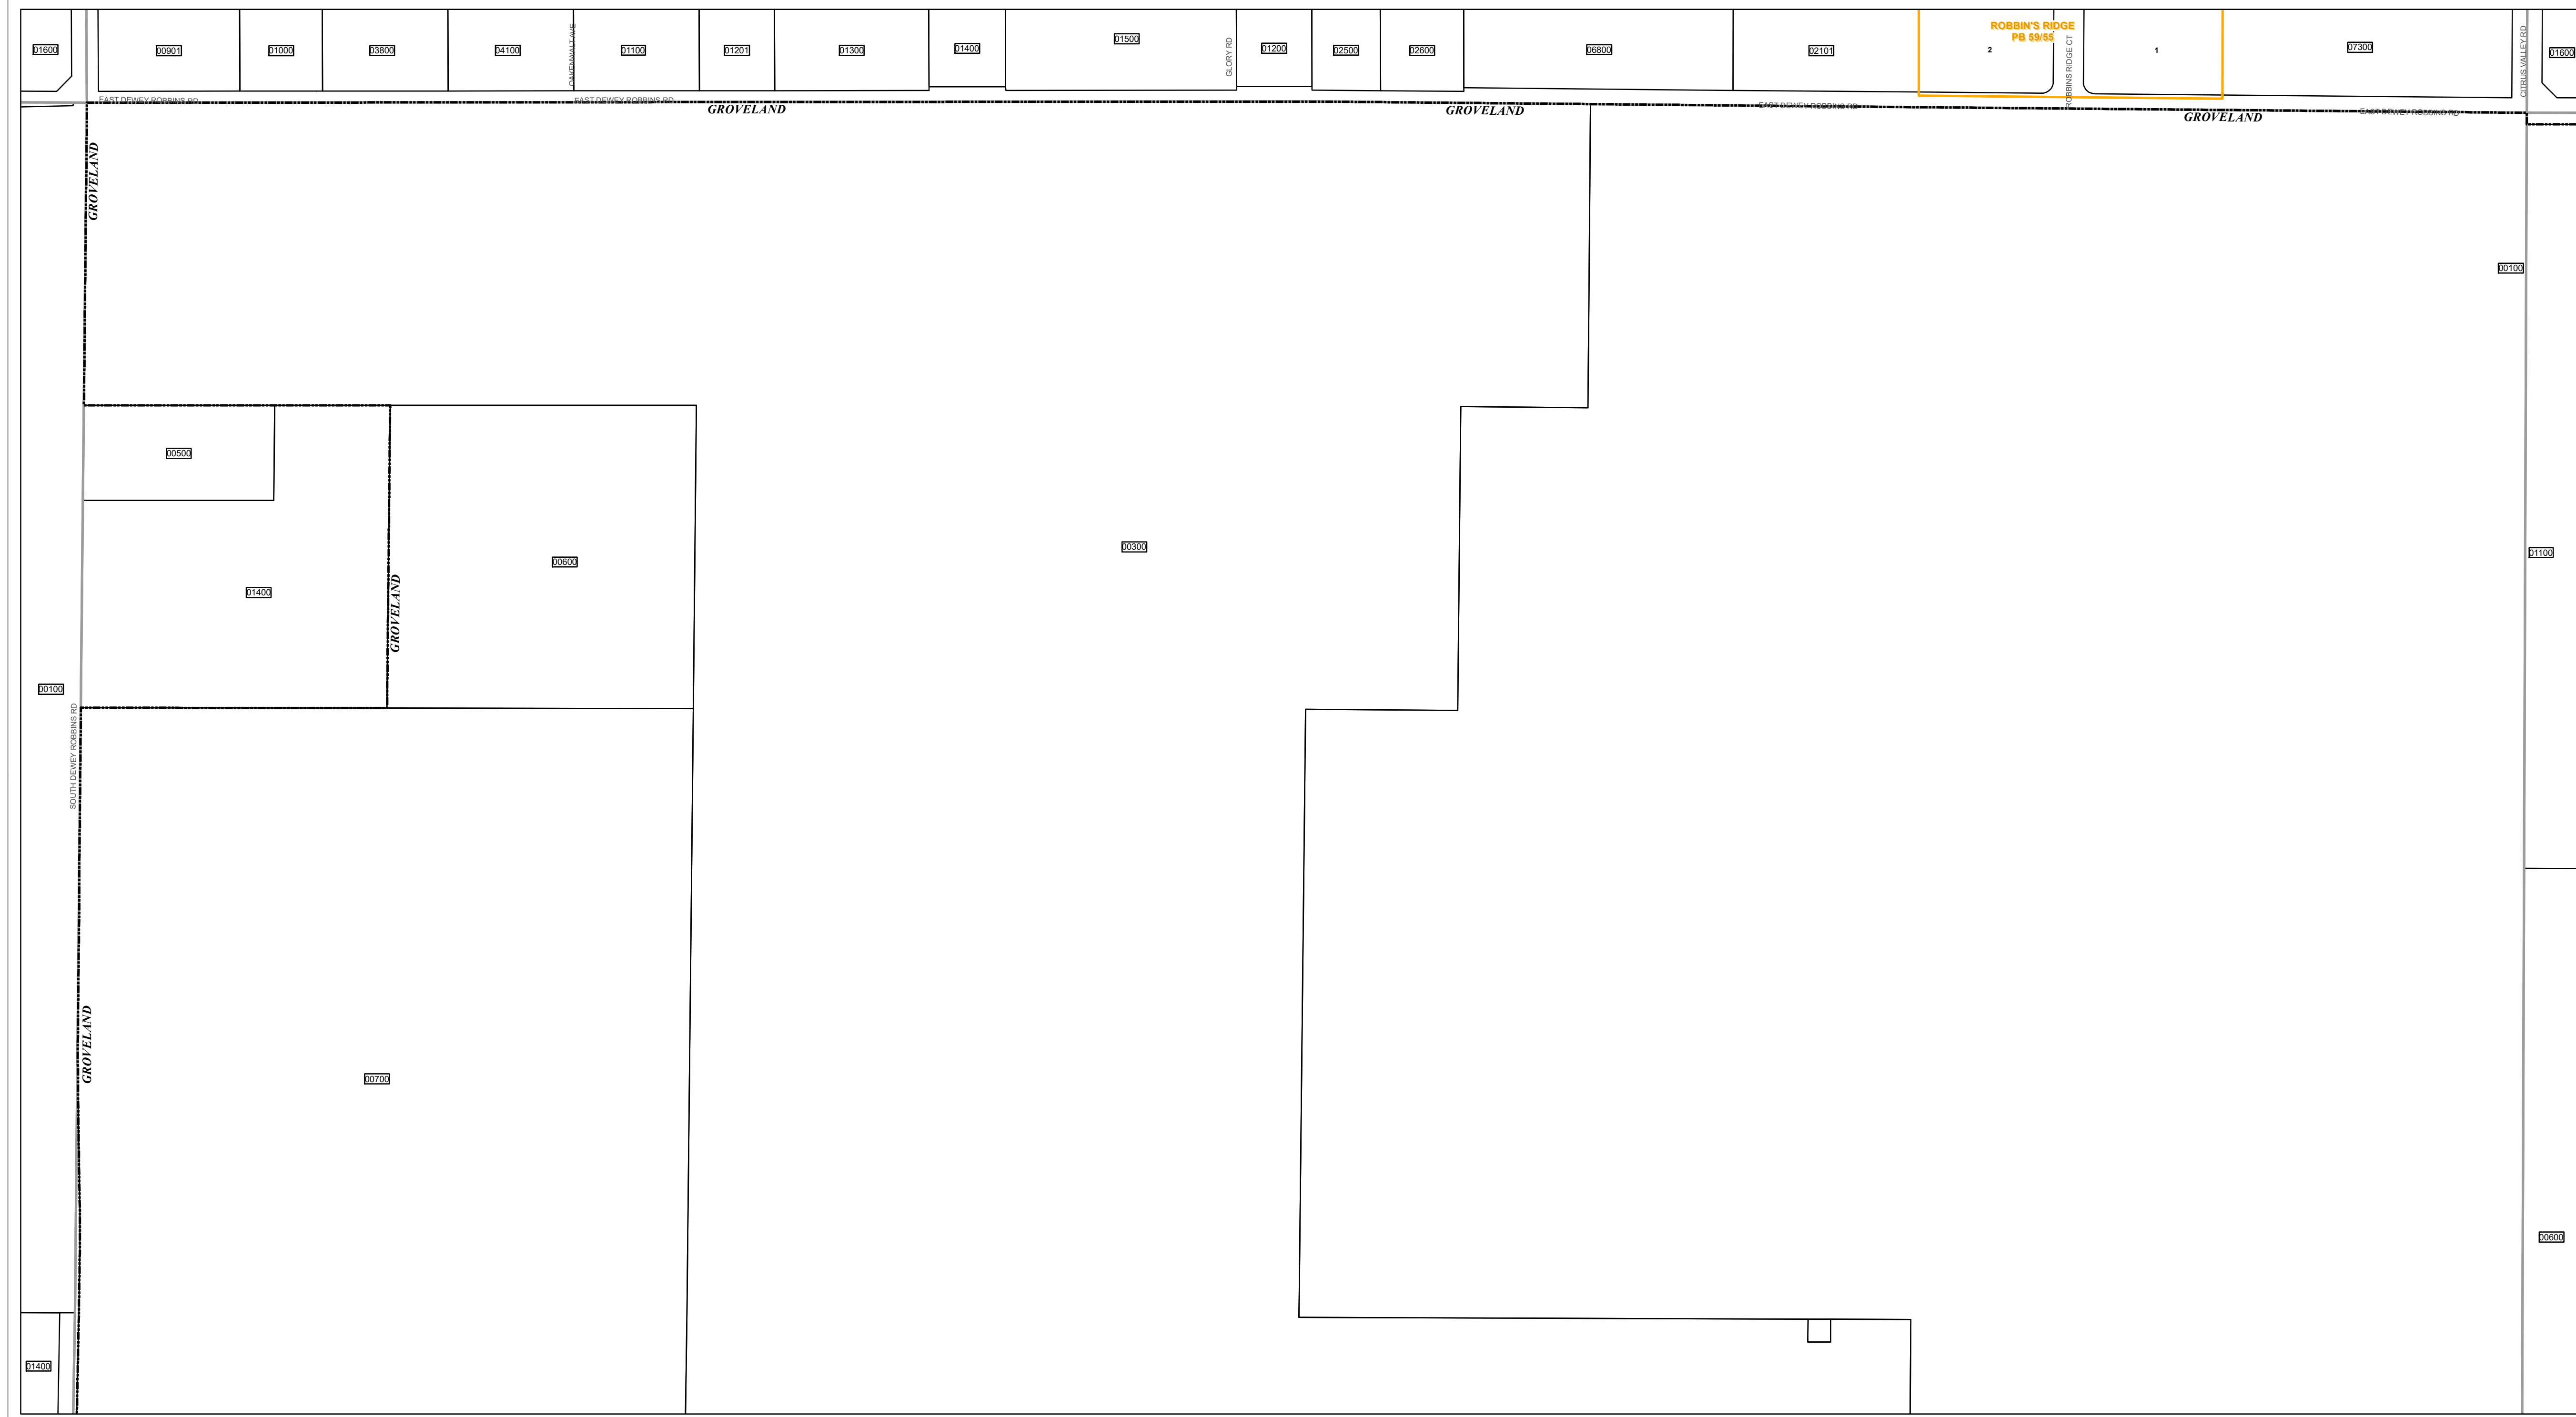 01600
00901
01000
03800
04100
OAKENWALT AVE
01100
01201
01300
01400
01500
GLORY RD
01200
02500
02600
06800
02101
2
ROBBIN'S RIDGE
PB 59/55
ROBBINS RIDGE CT
1
07300
CITRUS VALLEY RD
01600
EAST DEWEY ROBBINS RD
EAST DEWEY ROBBINS RD
GROVELAND
GROVELAND
EAST DEWEY ROBBINS RD
GROVELAND
EAST DEWEY ROBBINS RD
GROVELAND
00100
00500
01400
GROVELAND
00600
00300
01100
00100
SOUTH DEWEY ROBBINS RD
GROVELAND
00700
00600
01400